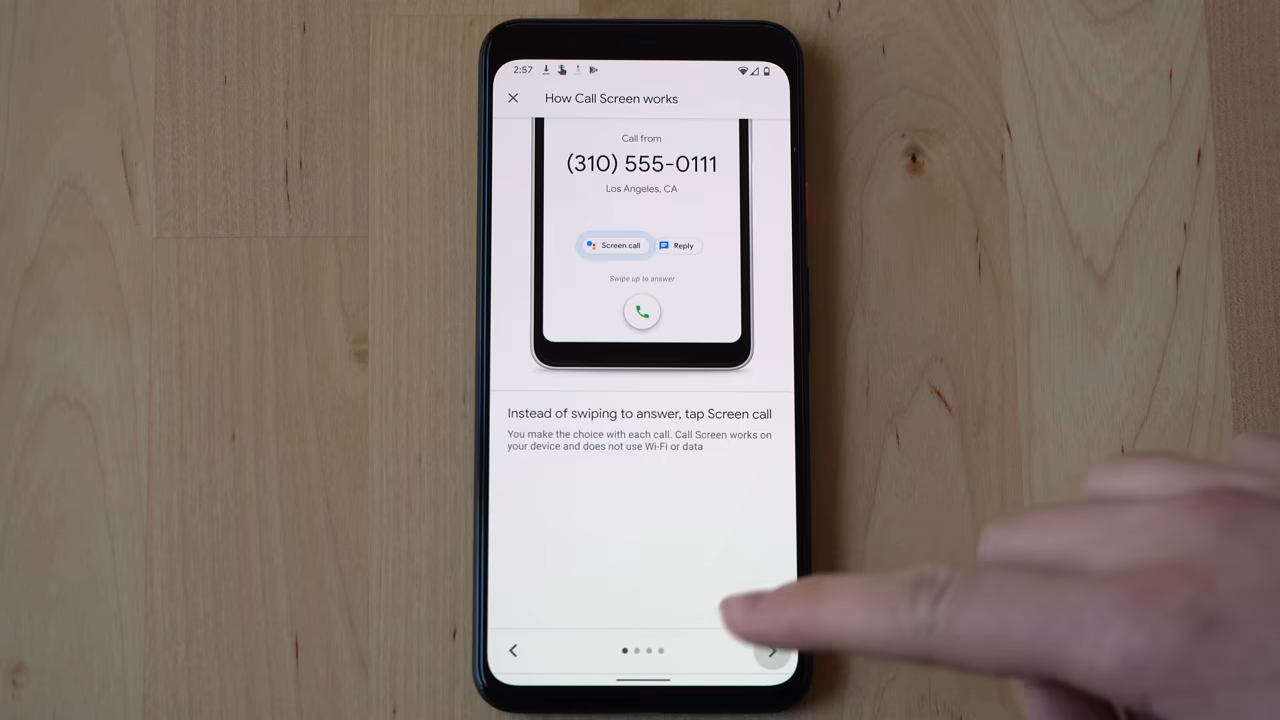 2:57
How Call Screen works
Call from
(310) 555-0111
Los Angeles, CA
Screen call
Reply
Swipe up to answer
Instead of swiping to answer, tap Screen call
You make the choice with each call. Call Screen works on
your device and does not use Wi-Fi or data